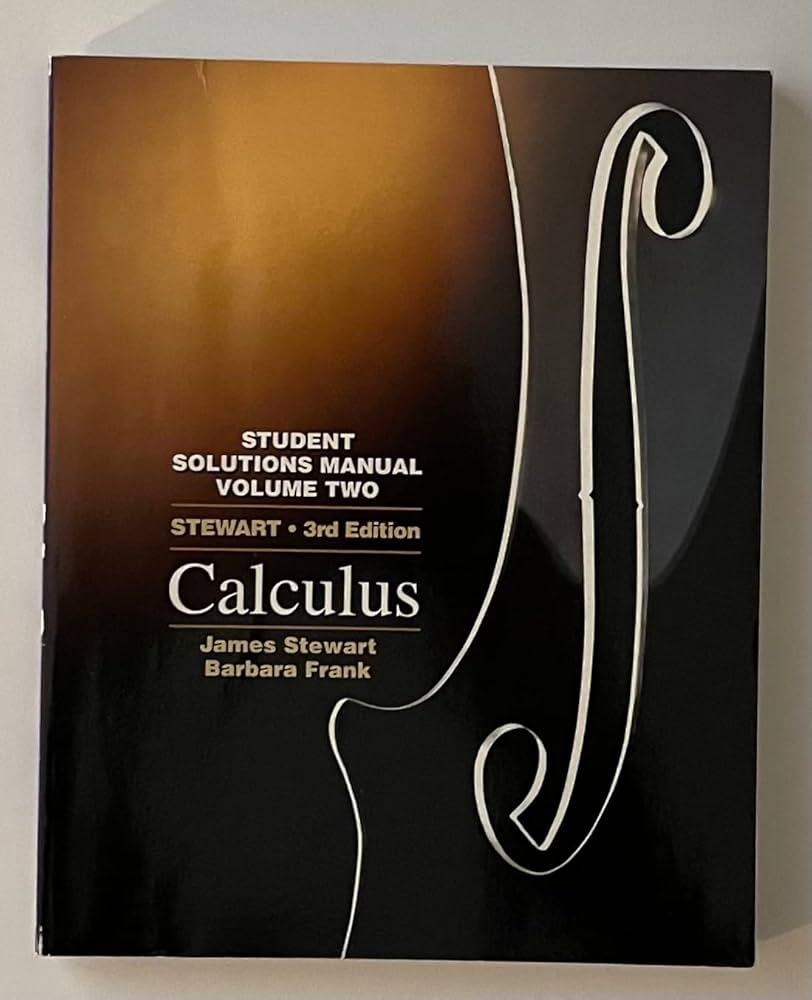 STUDENT
SOLUTIONS MANUAL
VOLUME TWO
STEWART • 3rd Edition
Calculus
James Stewart
Barbara Frank